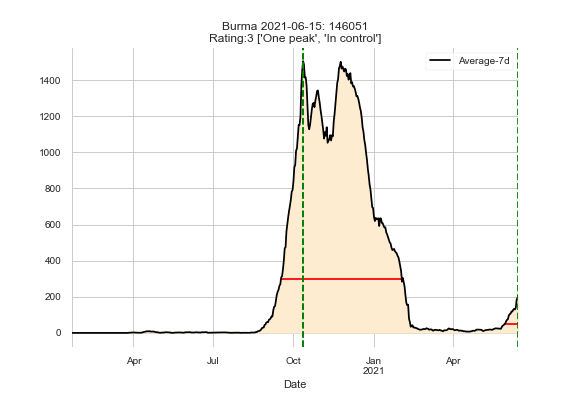 Burma 2021-06-15: 146051
Rating:3 ['One peak', 'In control']
Average-7d
1400
1200
1000
800
600
400
200
0
Apr
Jul
Oct
Jan
2021
Apr
Date